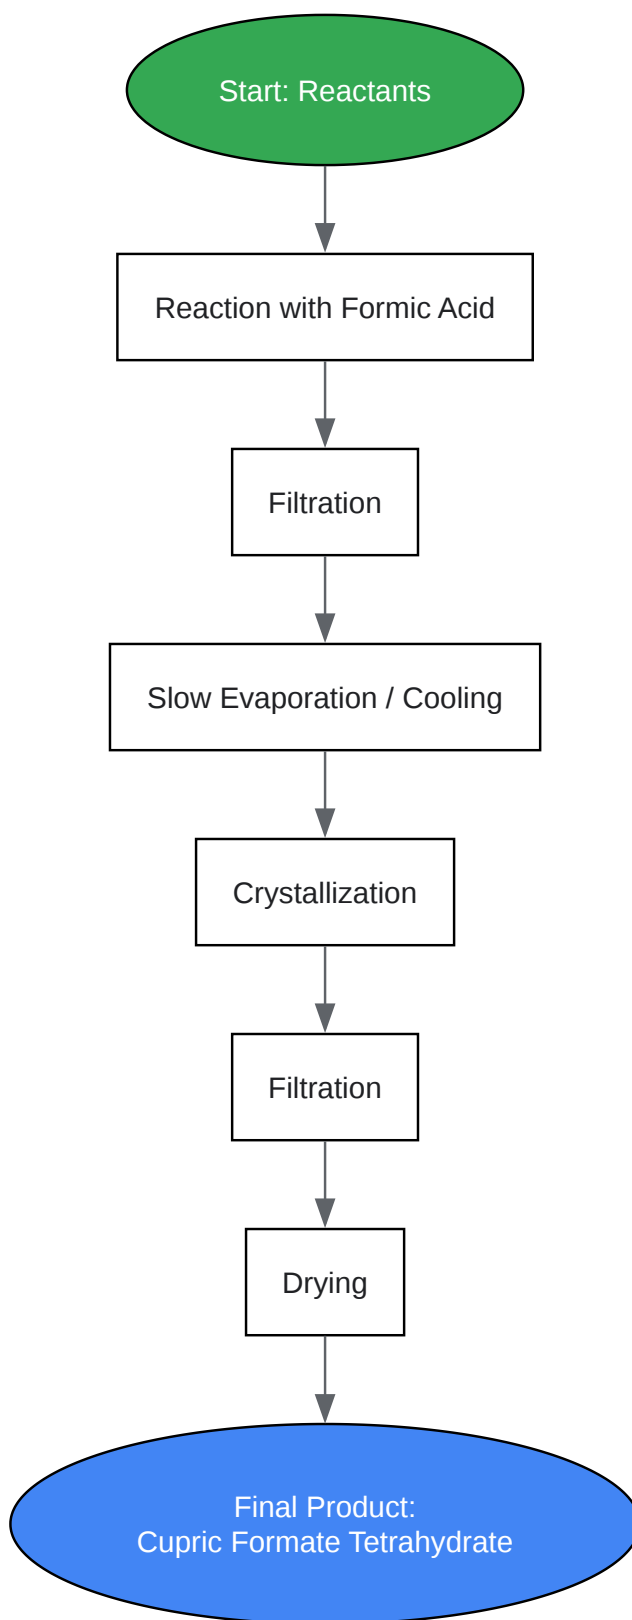 Start: Reactants
Reaction with Formic Acid
Filtration
Slow Evaporation / Cooling
Crystallization
Filtration
Drying
Final Product:
Cupric Formate Tetrahydrate